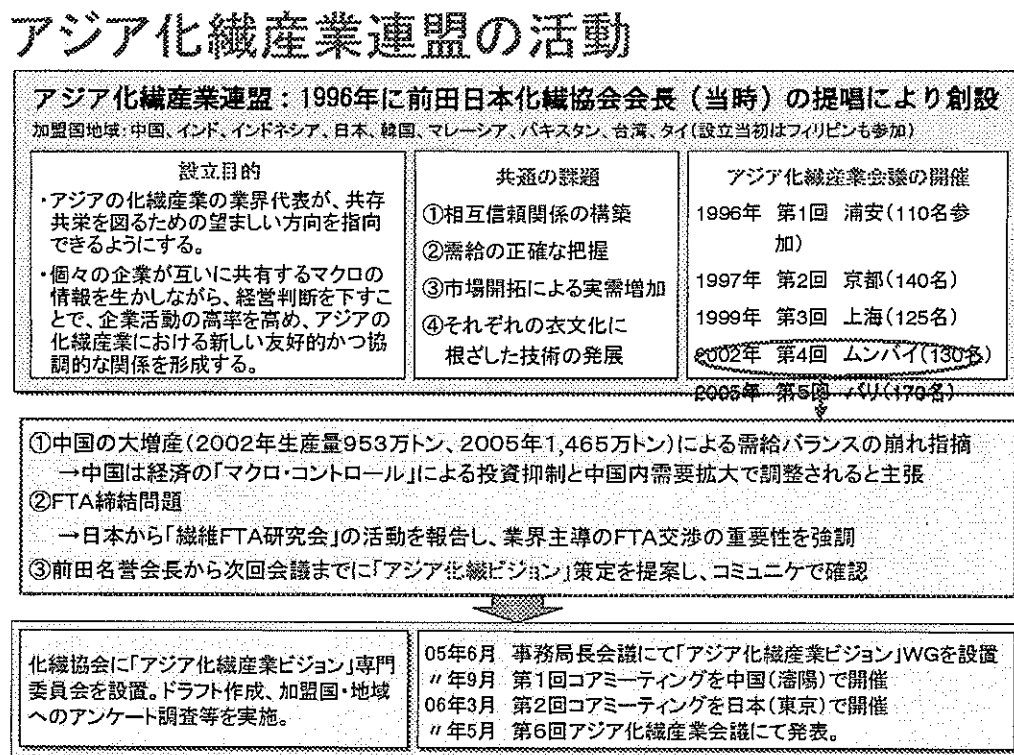 アジア化繊産業連盟の活動
アジア化繊産業連盟：1996年に前田日本化繊協会会長（当時）の提唱により創設
加盟国地域：中国、インド、インドネシア、日本、韓国、マレーシア、パキスタン、台湾、タイ（設立当初はフィリピンも参加）
設立目的
・アジアの化繊産業の業界代表が、共存
共栄を図るための望ましい方向を指向
できるようにする。
・個々の企業が互いに共有するマクロの
情報を生かしながら、経営判断を下すこ
とで、企業活動の高率を高め、アジアの
化繊産業における新しい友好的かつ協
調的な関係を形成する。
共通の課題
①相互信頼関係の構築
②需給の正確な把握
③市場開拓による実需増加
④それぞれの衣文化に
根ざした技術の発展
アジア化繊産業会議の開催
1996年 第1回 浦安（110名参
加）
1997年 第2回 京都（140名）
1999年 第3回 上海（125名）
2002年 第4回 ムンバイ（130名）
2005年 第5回 バリ（170名）
①中国の大増産（2002年生産量953万トン、2005年1,465万トン）による需給バランスの崩れ指摘
→中国は経済の「マクロ・コントロール」による投資抑制と中国内需要拡大で調整されると主張
②FTA締結問題
→日本から「繊維FTA研究会」の活動を報告し、業界主導のFTA交渉の重要性を強調
③前田名誉会長から次回会議までに「アジア化繊ビジョン」策定を提案し、コミュニケで確認
化繊協会に「アジア化繊産業ビジョン」専門
委員会を設置。ドラフト作成、加盟国・地域
へのアンケート調査等を実施。
05年6月 事務局長会議にて「アジア化繊産業ビジョン」WGを設置
〃年9月 第1回コアミーティングを中国（瀋陽）で開催
06年3月 第2回コアミーティングを日本（東京）で開催
〃年5月 第6回アジア化繊産業会議にて発表。